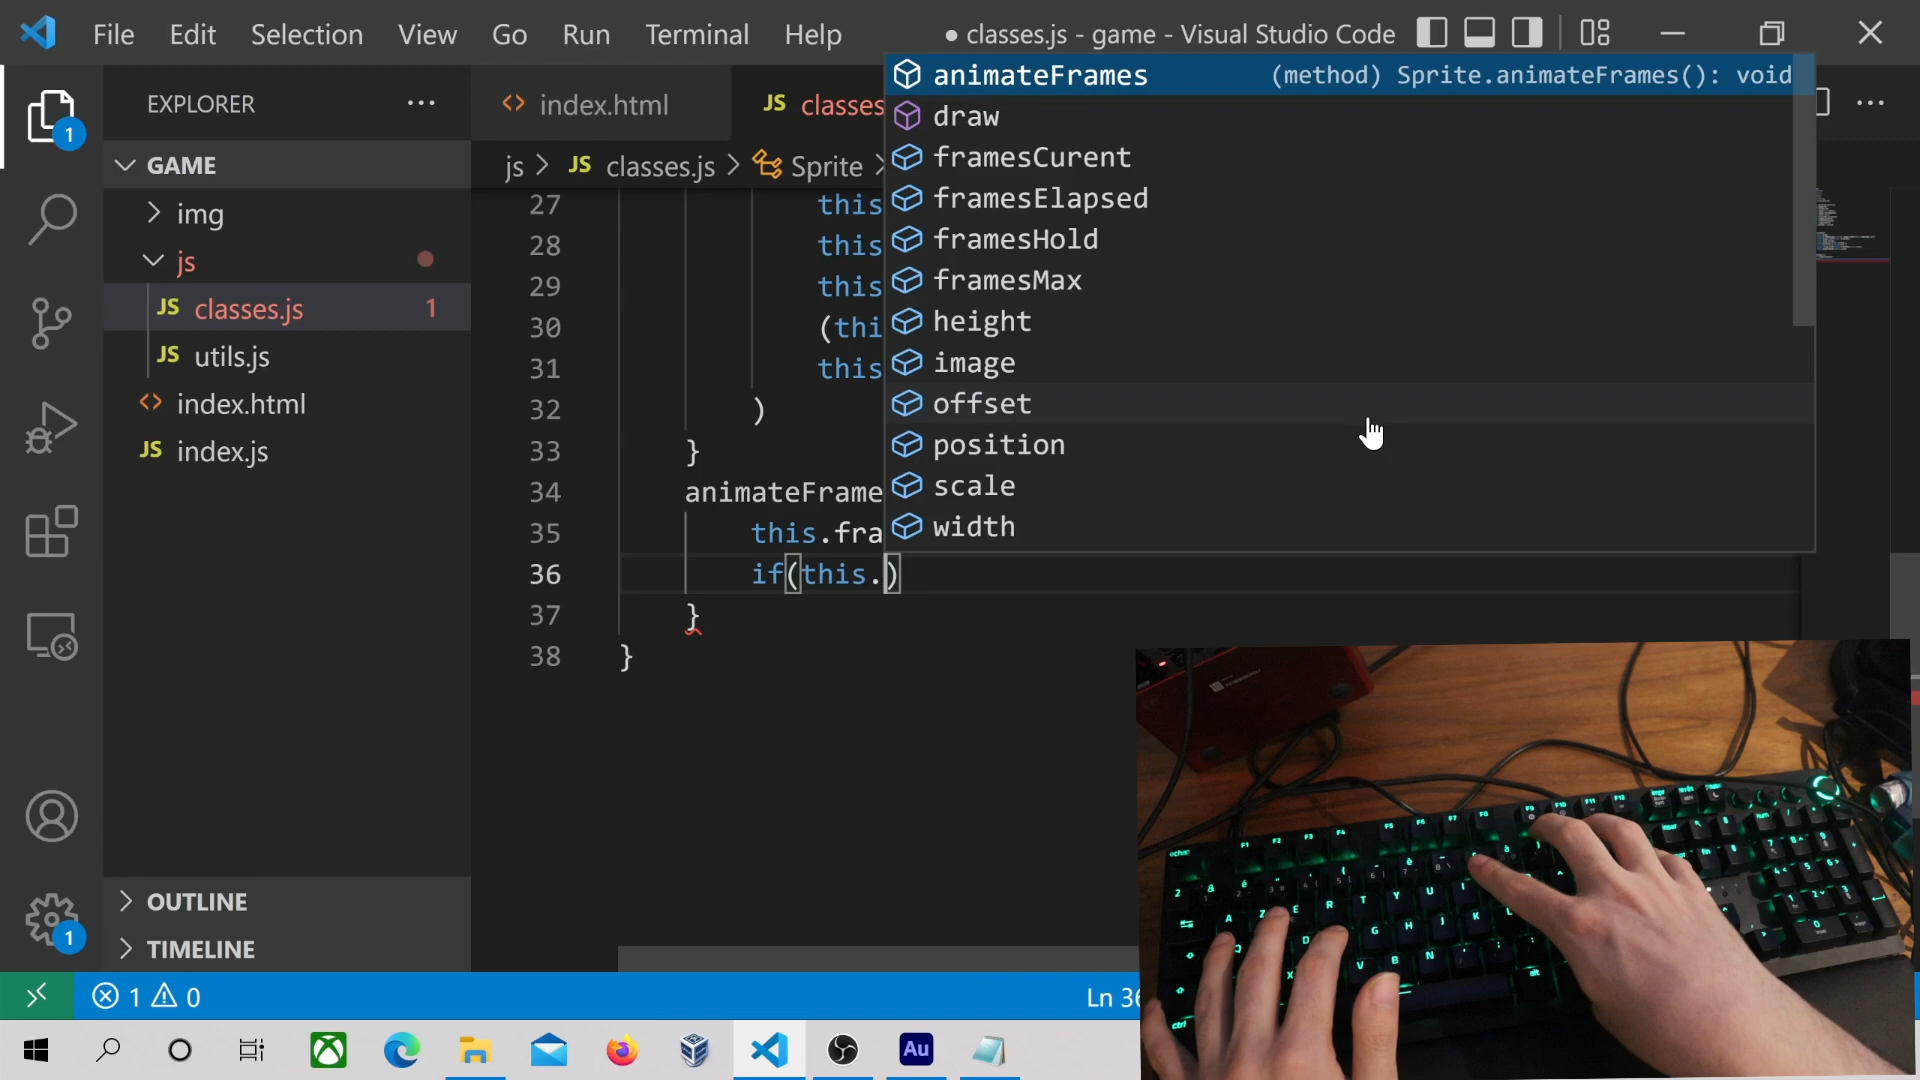 File Edit Selection View Go Run Terminal Help
● classes.js - game - Visual Studio Code
EXPLORER
GAME
img
js
JS classes.js 1
JS utils.js
index.html
JS index.js
OUTLINE
TIMELINE
1
1
<> index.html
JS classes
js > JS classes.js > Sprite >
animateFrames (method) Sprite.animateFrames(): void
draw
framesCurent
framesElapsed
framesHold
framesMax
height
image
offset
position
scale
width
27 this
28 this
29 this
30 (thi
31 this
32 )
33 }
34 animateFrame
35 this.fra
36 if(this.)
37 }
38 }
1 0
Ln 36
Au